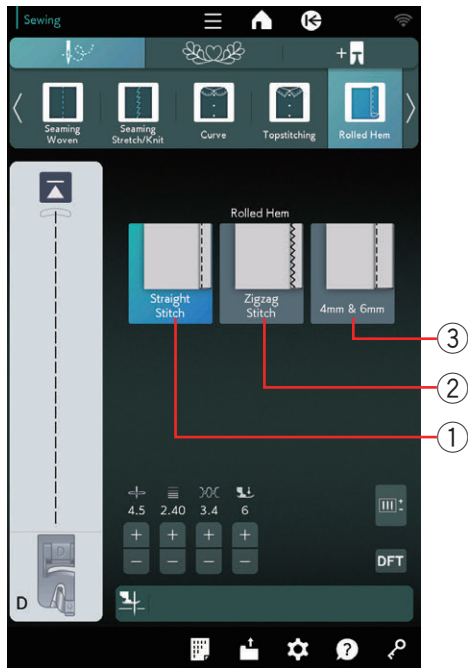 Sewing
Seaming
Woven
Seaming
Stretch/Knit
Curve
Topstitching
Rolled Hem
Rolled Hem
Straight
Stitch
Zigzag
Stitch
4mm & 6mm
③
②
①
4.5 2.40 3.4 6
+ + + +
− − − −
DFT
D